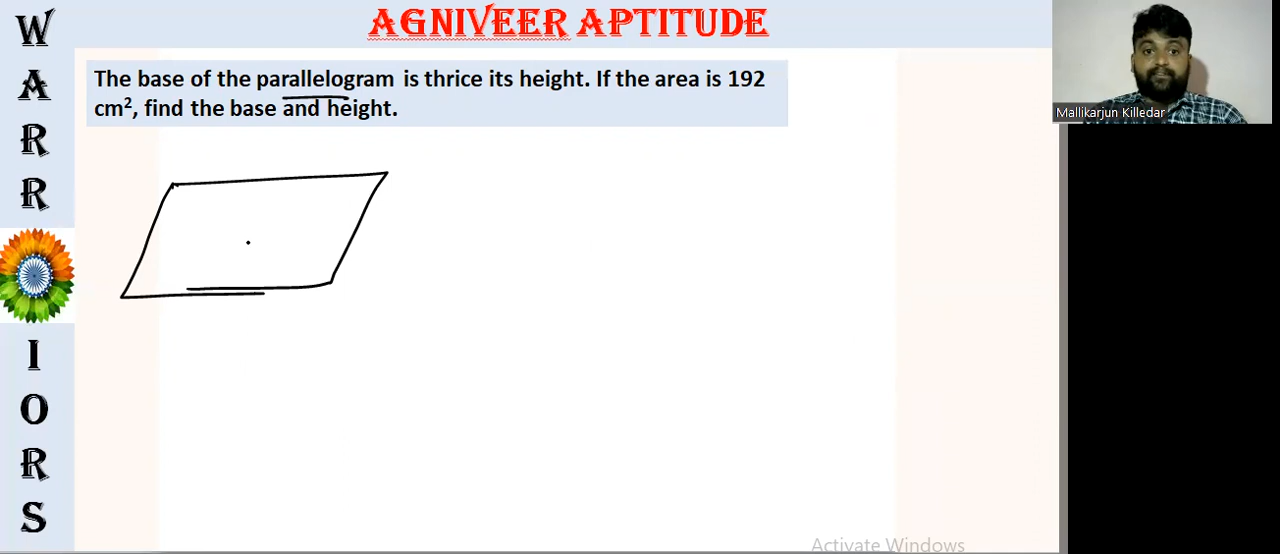 AGNIVEER APTITUDE
WARRIORS
The base of the parallelogram is thrice its height. If the area is 192
cm², find the base and height.
Mallikarjun Killedar
Activate Windows